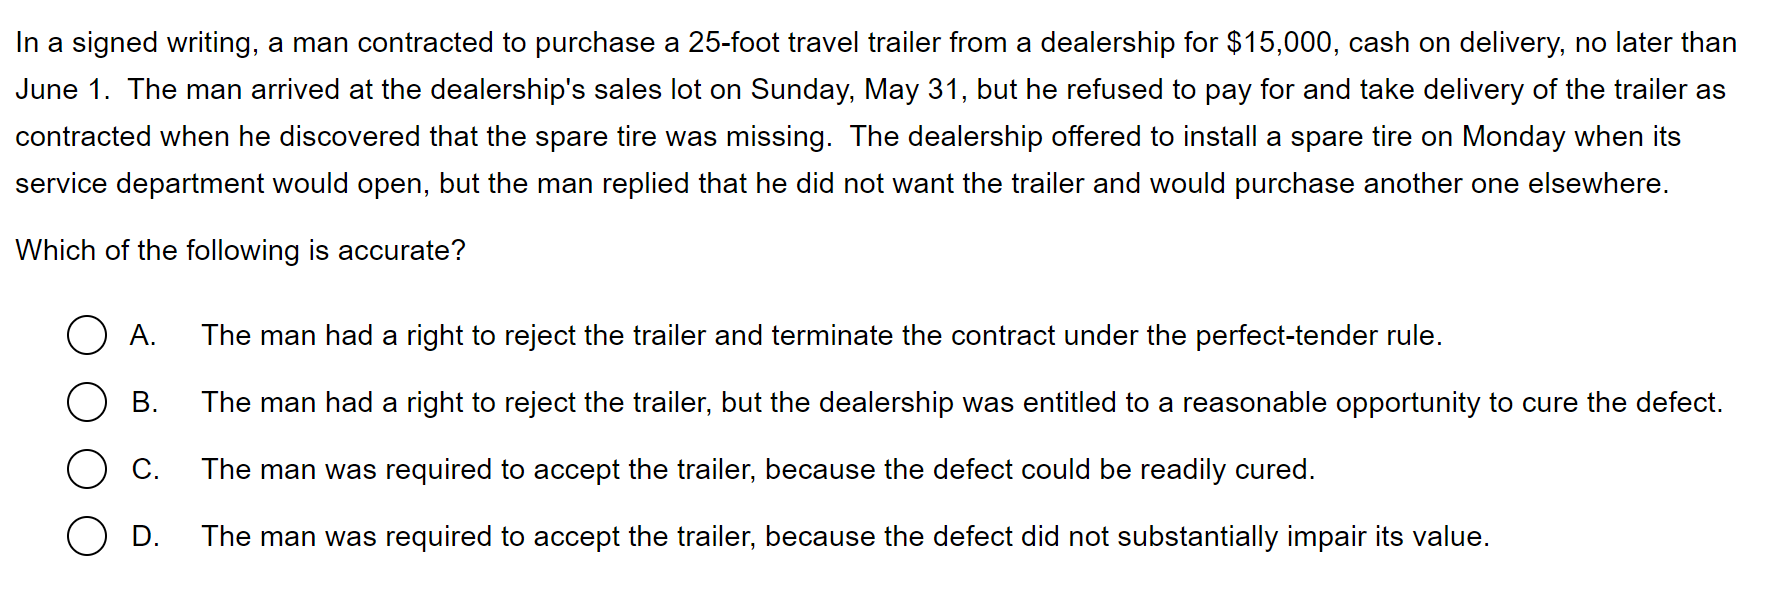 In a signed writing, a man contracted to purchase a 25-foot travel trailer from a dealership for $15,000, cash on delivery, no later than
June 1.  The man arrived at the dealership's sales lot on Sunday, May 31, but he refused to pay for and take delivery of the trailer as
contracted when he discovered that the spare tire was missing.  The dealership offered to install a spare tire on Monday when its
service department would open, but the man replied that he did not want the trailer and would purchase another one elsewhere.
Which of the following is accurate?
A. The man had a right to reject the trailer and terminate the contract under the perfect-tender rule.
B. The man had a right to reject the trailer, but the dealership was entitled to a reasonable opportunity to cure the defect.
C. The man was required to accept the trailer, because the defect could be readily cured.
D. The man was required to accept the trailer, because the defect did not substantially impair its value.